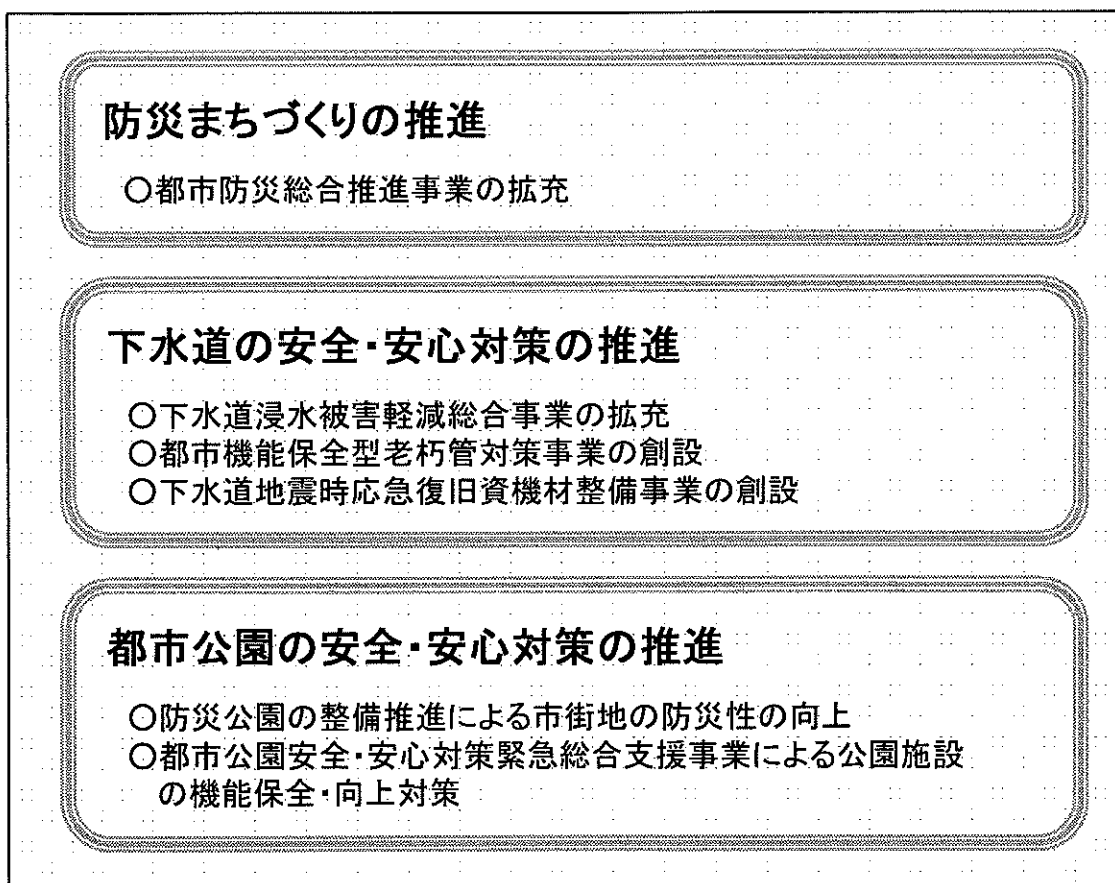 防災まちづくりの推進
○都市防災総合推進事業の拡充
下水道の安全・安心対策の推進
○下水道浸水被害軽減総合事業の拡充
○都市機能保全型老朽管対策事業の創設
○下水道地震時応急復旧資機材整備事業の創設
都市公園の安全・安心対策の推進
○防災公園の整備推進による市街地の防災性の向上
○都市公園安全・安心対策緊急総合支援事業による公園施設
の機能保全・向上対策